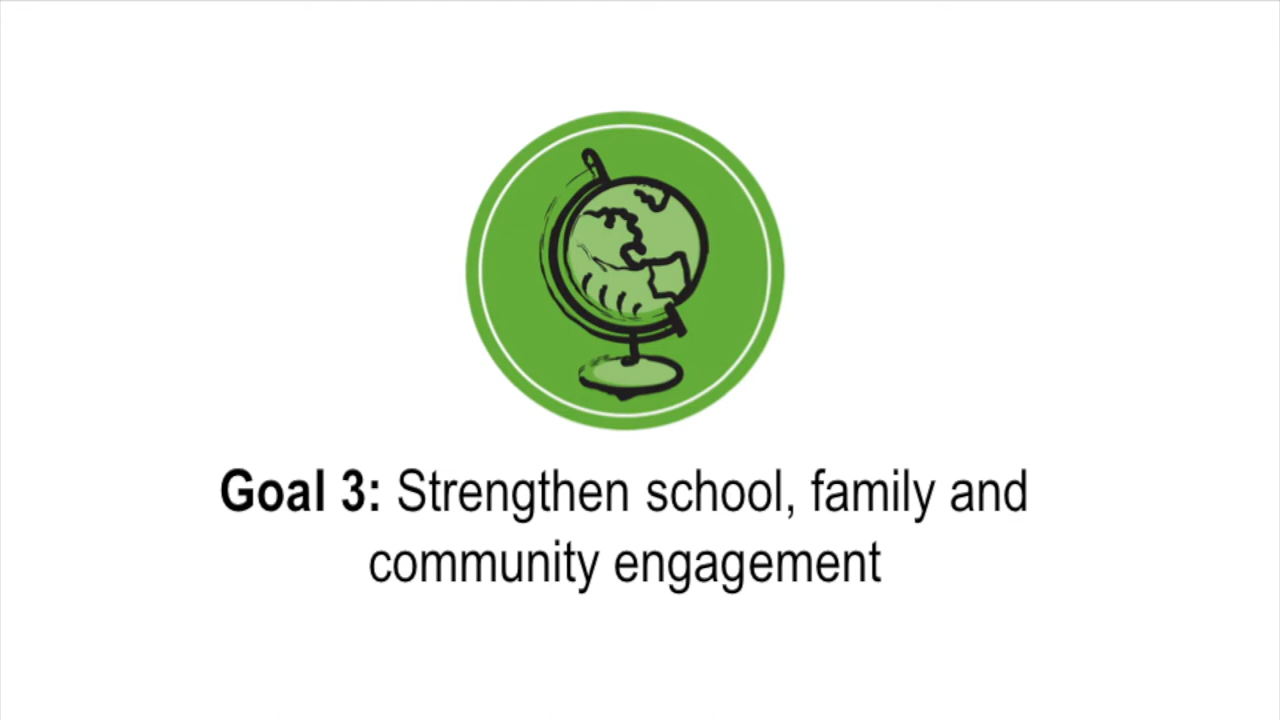 Goal 3: Strengthen school, family and
community engagement